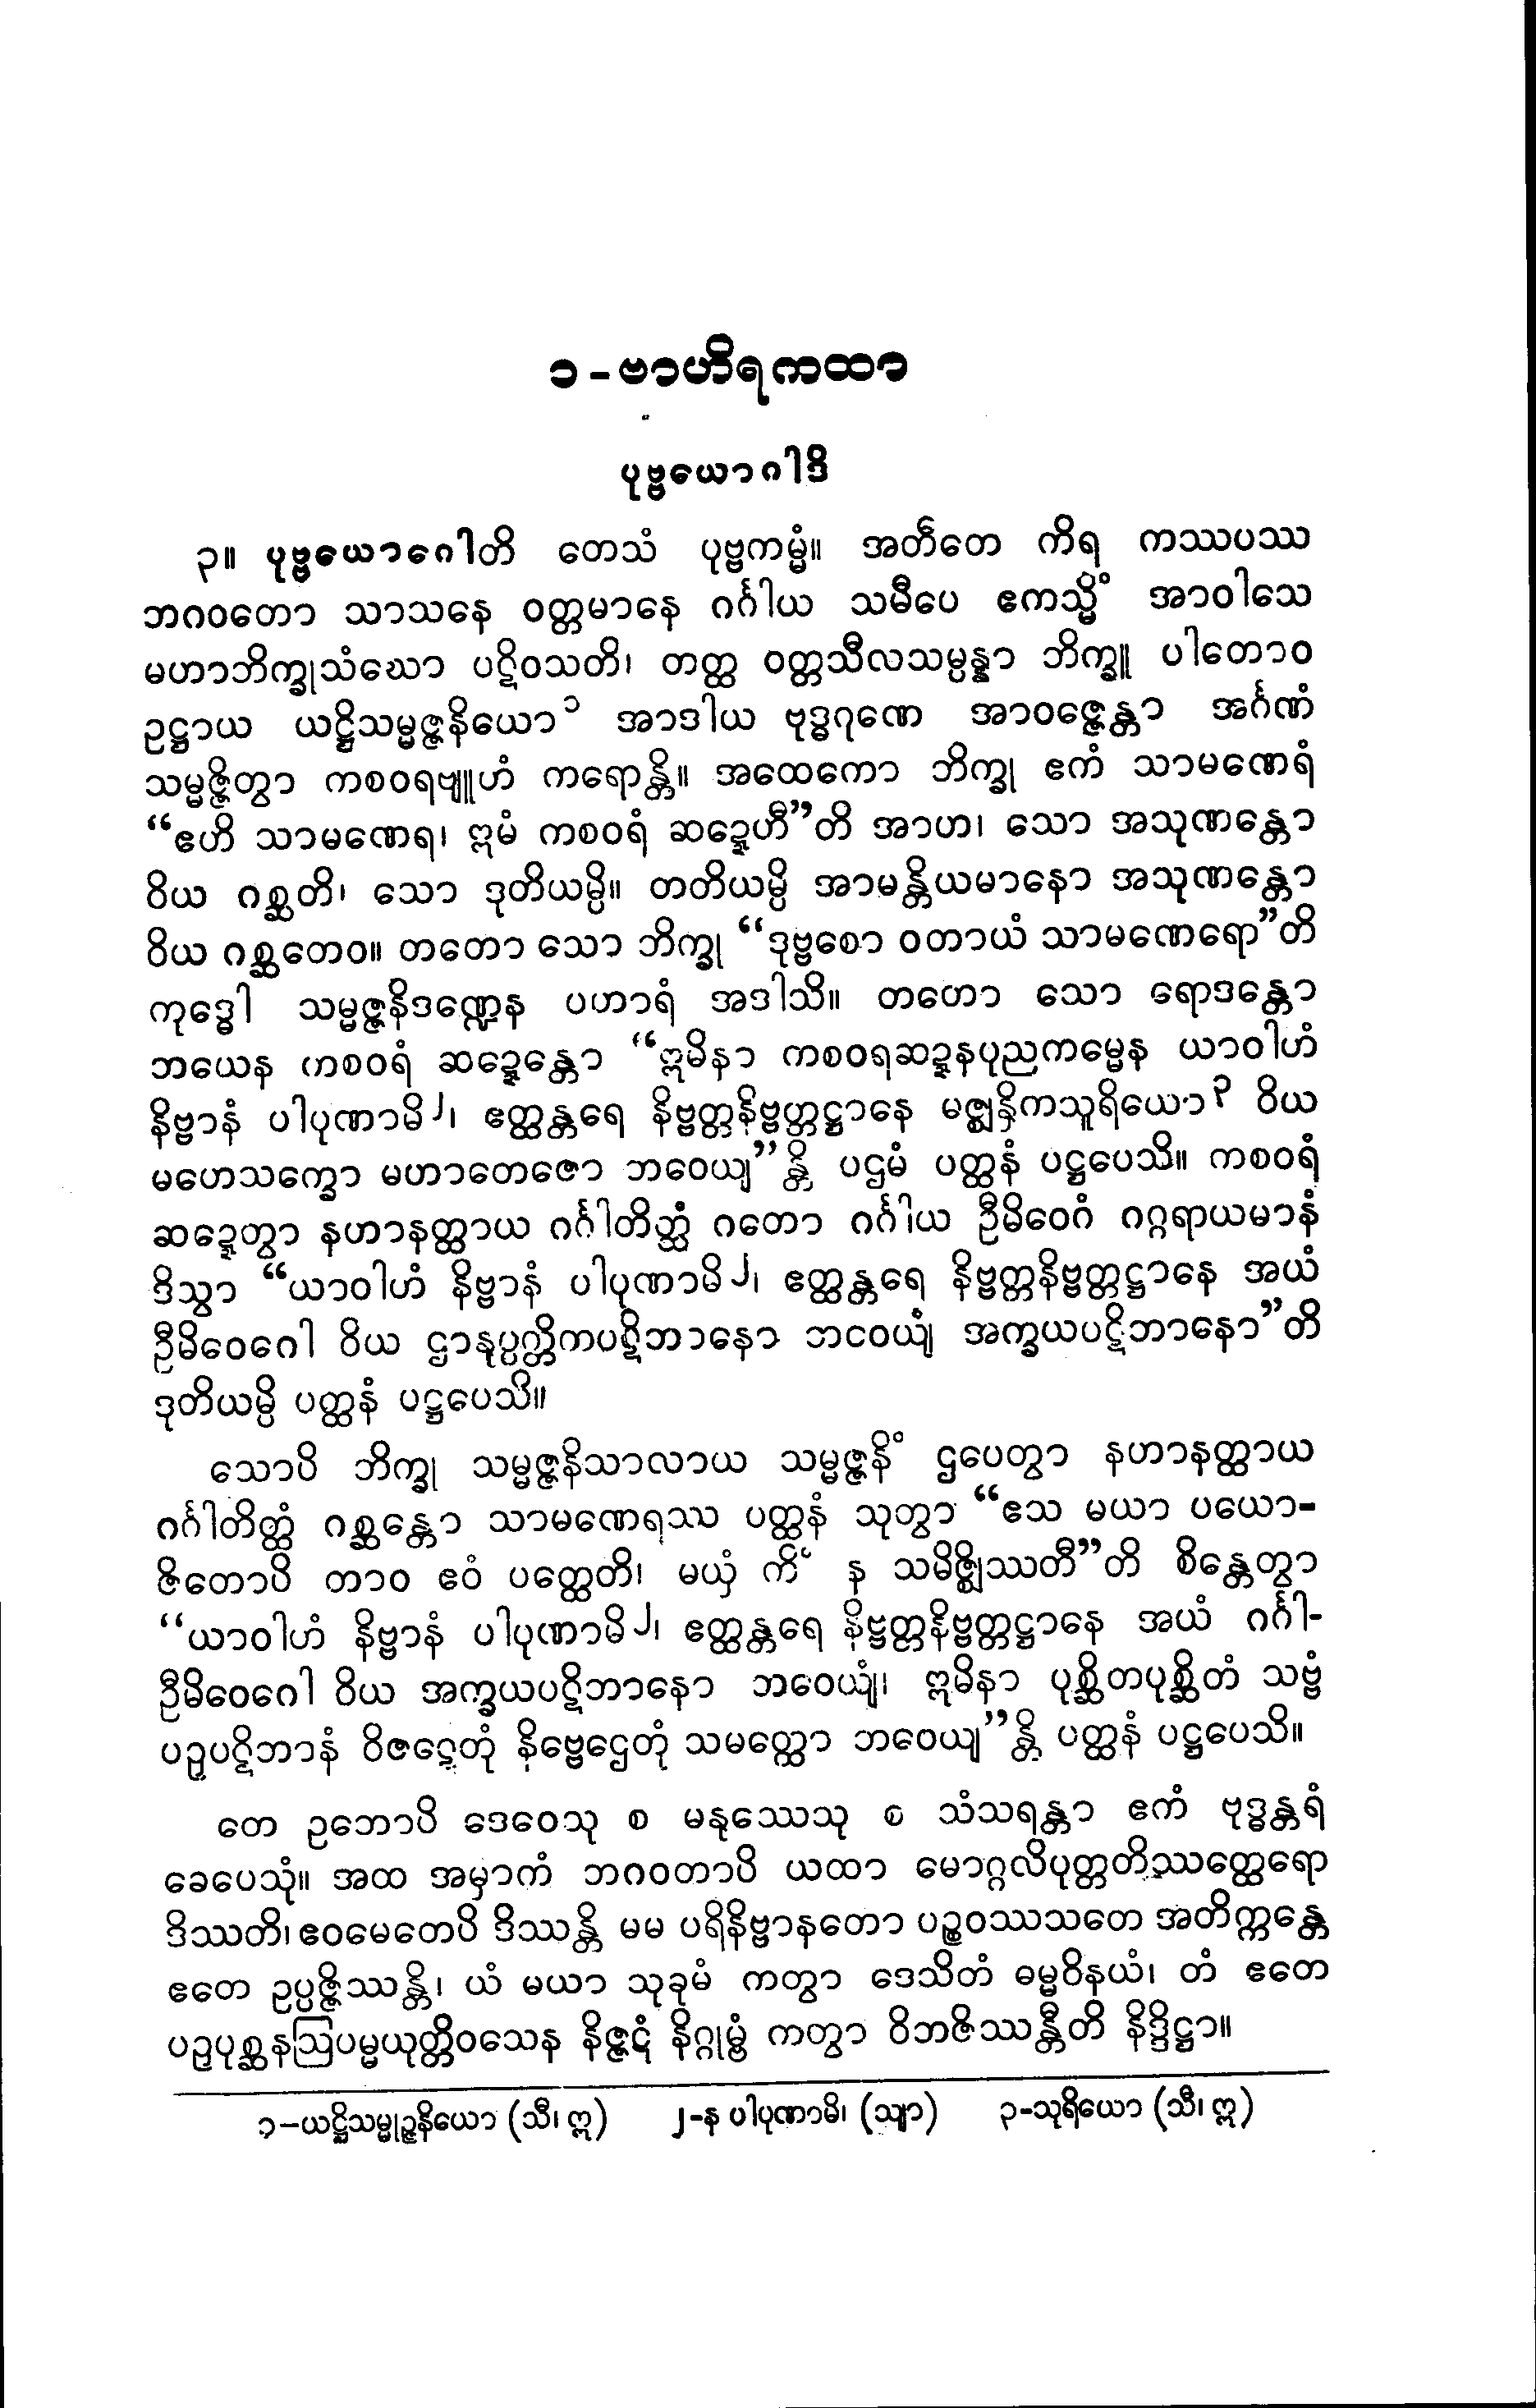 ၁-ဗာဟိရကထာ
ပုဗ္ဗယောဂါဒိ
၃။ ပုဗ္ဗယောဂေါတိ တေသံ ပုဗ္ဗကမ္မံ။ အတီတေ ကိရ ကဿပဿ
ဘဂဝတော သာသနေ ဝတ္တမာနေ ဂင်္ဂါယ သမီပေ ဧကသ္မိံ အာဝါသေ
မဟာဘိက္ခုသံဃော ပဋိဝသတိ၊ တတ္ထ ဝတ္တသီလသမ္ပန္နာ ဘိက္ခူ ပါတောဝ
ဥဋ္ဌာယ ယဋ္ဌိသမ္မဇ္ဇနိယော၁ အာဒါယ ဗုဒ္ဓဂုဏေ အာဝဇ္ဇေန္တာ အင်္ဂဏံ
သမ္မဇ္ဇိတွာ ကစဝရဗျူဟံ ကရောန္တိ။ အထေကော ဘိက္ခု ဧကံ သာမဏေရံ
“ဧဟိ သာမဏေရ၊ ဣမံ ကစဝရံ ဆဍ္ဍေဟီ”တိ အာဟ၊ သော အသုဏန္တော
ဝိယ ဂစ္ဆတိ၊ သော ဒုတိယမ္ပိ။ တတိယမ္ပိ အာမန္တိယမာနော အသုဏန္တော
ဝိယ ဂစ္ဆတေဝ။ တတော သော ဘိက္ခု “ဒုဗ္ဗစော ဝတာယံ သာမဏေရော”တိ
ကုဒ္ဓေါ သမ္မဇ္ဇနိဒဏ္ဍေန ပဟာရံ အဒါသိ။ တတော သော ရောဒန္တော
ဘယေန ကစဝရံ ဆဍ္ဍေန္တော “ဣမိနာ ကစဝရဆဍ္ဍနပုညကမ္မေန ယာဝါဟံ
နိဗ္ဗာနံ ပါပုဏာမိ၂၊ ဧတ္ထန္တရေ နိဗ္ဗတ္တနိဗ္ဗတ္တဋ္ဌာနေ မဇ္ဈနှိကသူရိယော၃ ဝိယ
မဟေသက္ခော မဟာတေဇော ဘဝေယျ”န္တိ ပဌမံ ပတ္ထနံ ပဋ္ဌပေသိ။ ကစဝရံ
ဆဍ္ဍေတွာ နဟာနတ္ထာယ ဂင်္ဂါတိတ္ထံ ဂတော ဂင်္ဂါယ ဦမိဝေဂံ ဂဂ္ဂရာယမာနံ
ဒိသွာ “ယာဝါဟံ နိဗ္ဗာနံ ပါပုဏာမိ၂၊ ဧတ္ထန္တရေ နိဗ္ဗတ္တနိဗ္ဗတ္တဋ္ဌာနေ အယံ
ဦမိဝေဂေါ ဝိယ ဌာနုပ္ပတ္တိကပဋိဘာနော ဘဝေယျံ အက္ခယပဋိဘာနော”တိ
ဒုတိယမ္ပိ ပတ္ထနံ ပဋ္ဌပေသိ။
သောပိ ဘိက္ခု သမ္မဇ္ဇနိသာလာယ သမ္မဇ္ဇနိံ ဌပေတွာ နဟာနတ္ထာယ
ဂင်္ဂါတိတ္ထံ ဂစ္ဆန္တော သာမဏေရဿ ပတ္ထနံ သုတွာ “ဧသ မယာ ပယော-
ဇိတောပိ တာဝ ဧဝံ ပတ္ထေတိ၊ မယှံ ကိံ န သမိဇ္ဈိဿတီ”တိ စိန္တေတွာ
“ယာဝါဟံ နိဗ္ဗာနံ ပါပုဏာမိ၂၊ ဧတ္ထန္တရေ နိဗ္ဗတ္တနိဗ္ဗတ္တဋ္ဌာနေ အယံ ဂင်္ဂါ-
ဦမိဝေဂေါ ဝိယ အက္ခယပဋိဘာနော ဘဝေယျံ၊ ဣမိနာ ပုစ္ဆိတပုစ္ဆိတံ သဗ္ဗံ
ပဉှပဋိဘာနံ ဝိဇဋေတုံ နိဗ္ဗေဌေတုံ သမတ္ထော ဘဝေယျ”န္တိ ပတ္ထနံ ပဋ္ဌပေသိ။
တေ ဥဘောပိ ဒေဝေသု စ မနုဿေသု စ သံသရန္တာ ဧကံ ဗုဒ္ဓန္တရံ
ခေပေသုံ။ အထ အမှာကံ ဘဂဝတာပိ ယထာ မောဂ္ဂလိပုတ္တတိဿတ္ထေရော
ဒိဿတိ၊ ဧဝမေတေပိ ဒိဿန္တိ မမ ပရိနိဗ္ဗာနတော ပဉ္စဝဿသတေ အတိက္ကန္တေ
ဧတေ ဥပ္ပဇ္ဇိဿန္တိ၊ ယံ မယာ သုခုမံ ကတွာ ဒေသိတံ ဓမ္မဝိနယံ၊ တံ ဧတေ
ပဉှပုစ္ဆနဩပမ္မယုတ္တိဝသေန နိဇ္ဇဋံ နိဂ္ဂုမ္ဗံ ကတွာ ဝိဘဇိဿန္တီတိ နိဒ္ဒိဋ္ဌာ။
၁-ယဋ္ဌိသမ္မုဉ္ဇနိယော (သီ၊ ဣ) ၂-န ပါပုဏာမိ၊ (သျာ) ၃-သုရိယော (သီ၊ ဣ)